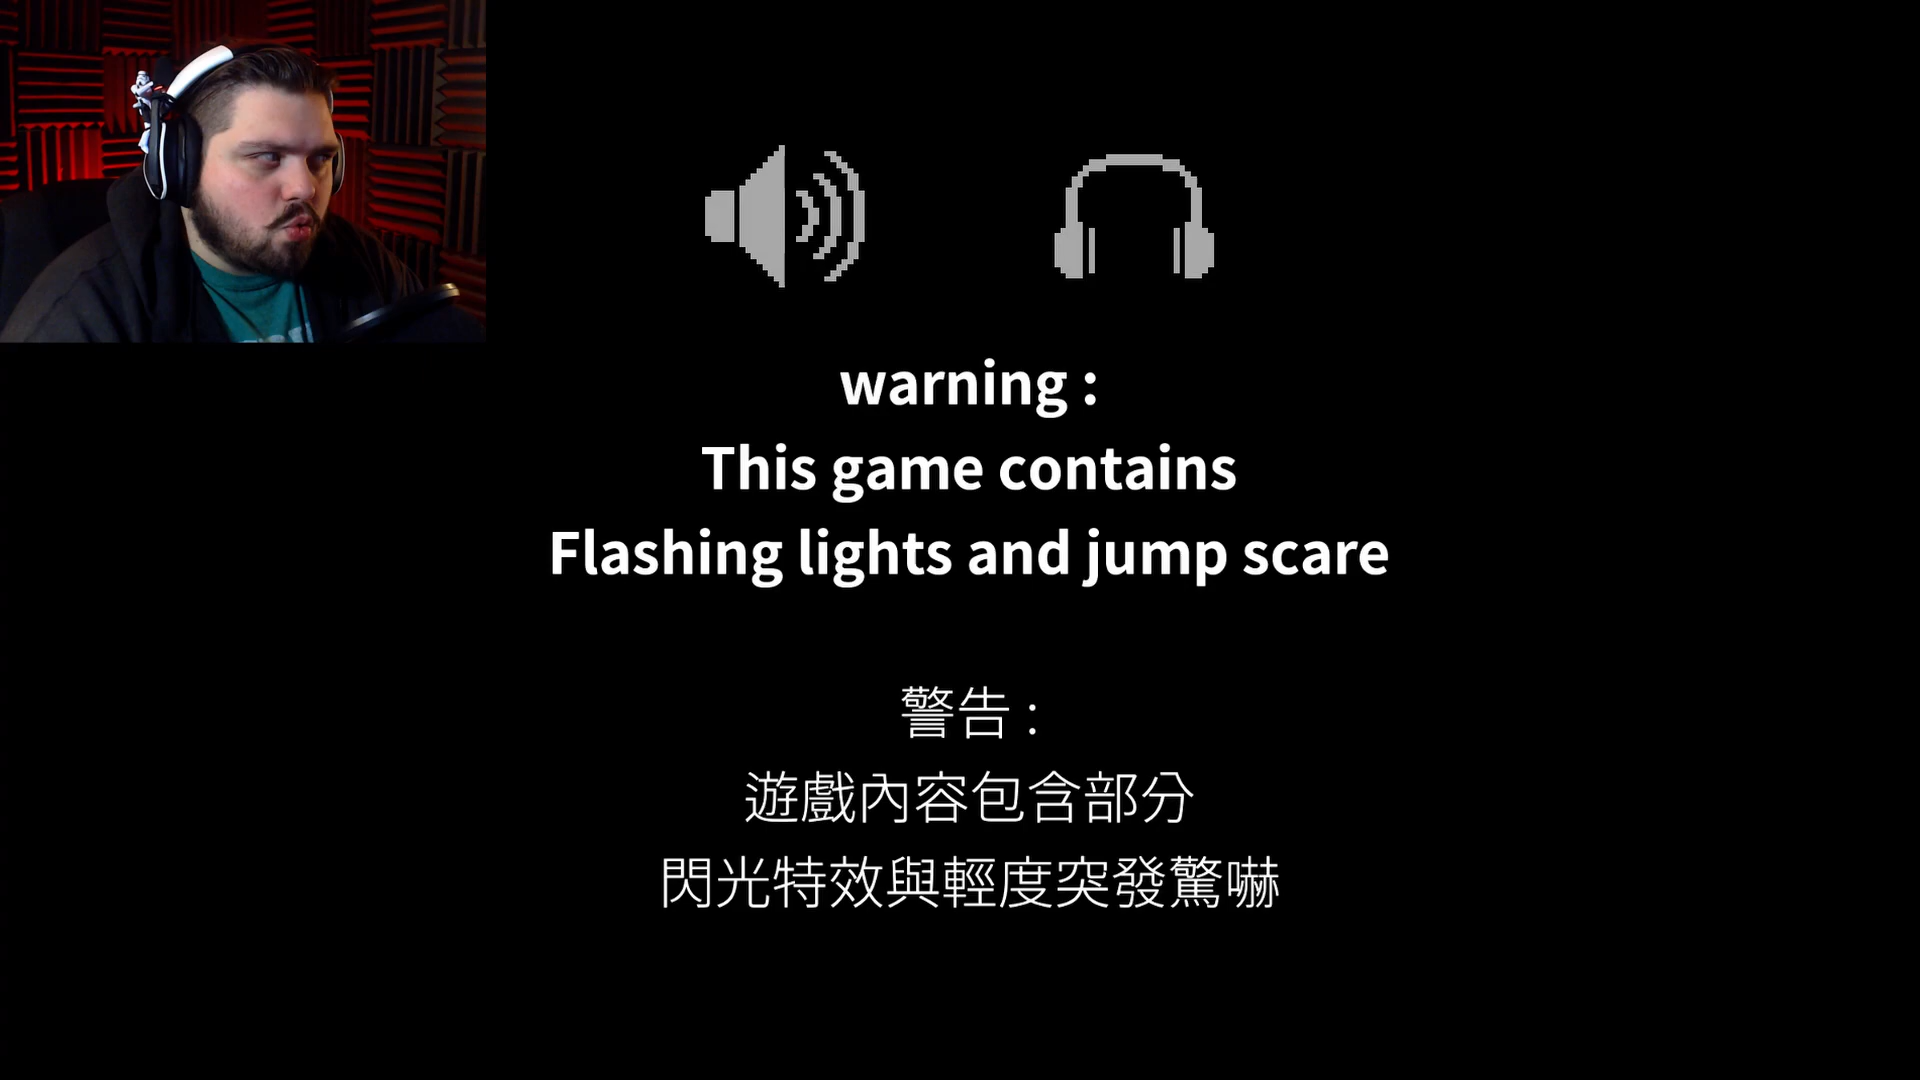 warning :
This game contains
Flashing lights and jump scare
警告 :
遊戲內容包含部分
閃光特效與輕度突發驚嚇